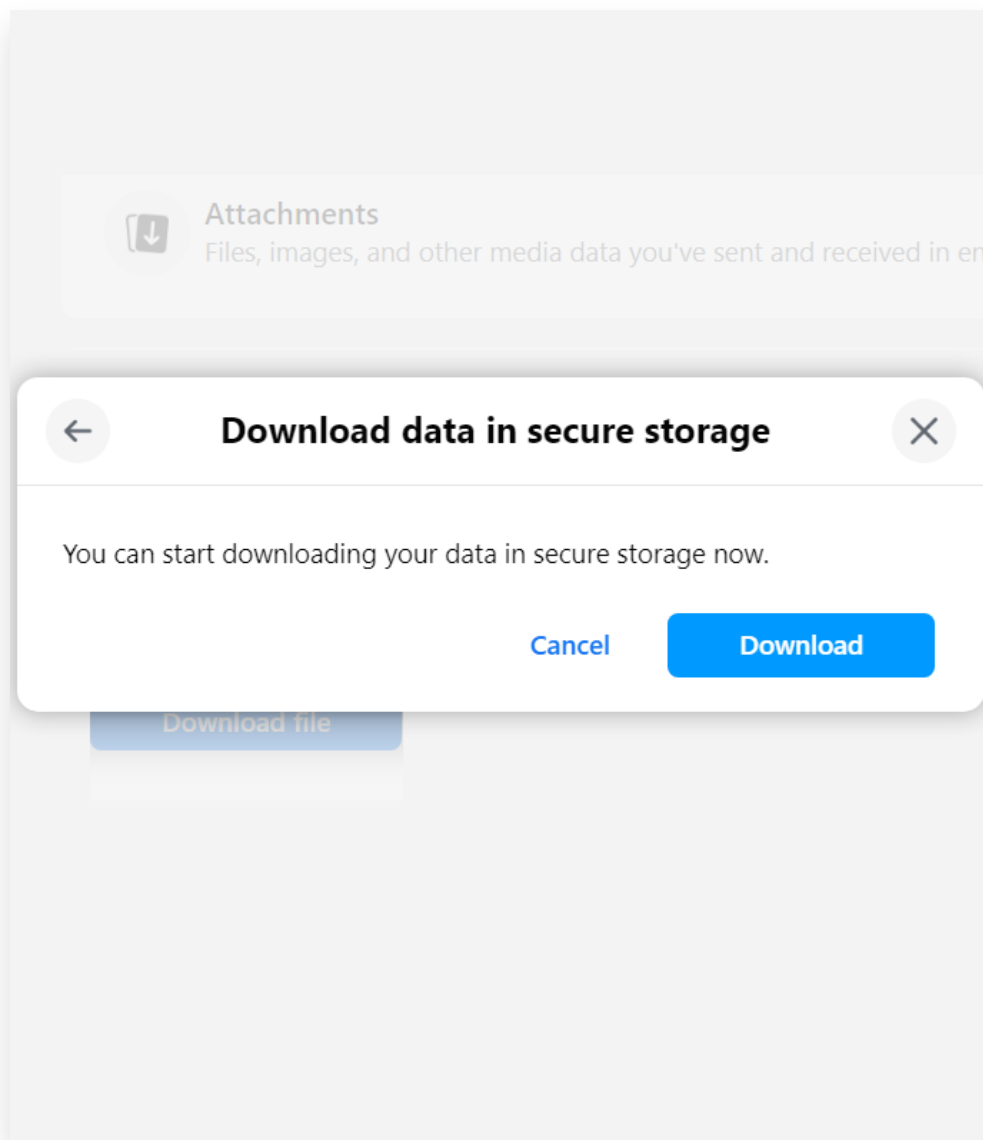 Attachments
Files, images, and other media data you've sent and received in
Download data in secure storage
You can start downloading your data in secure storage now.
Cancel
Download
Download file